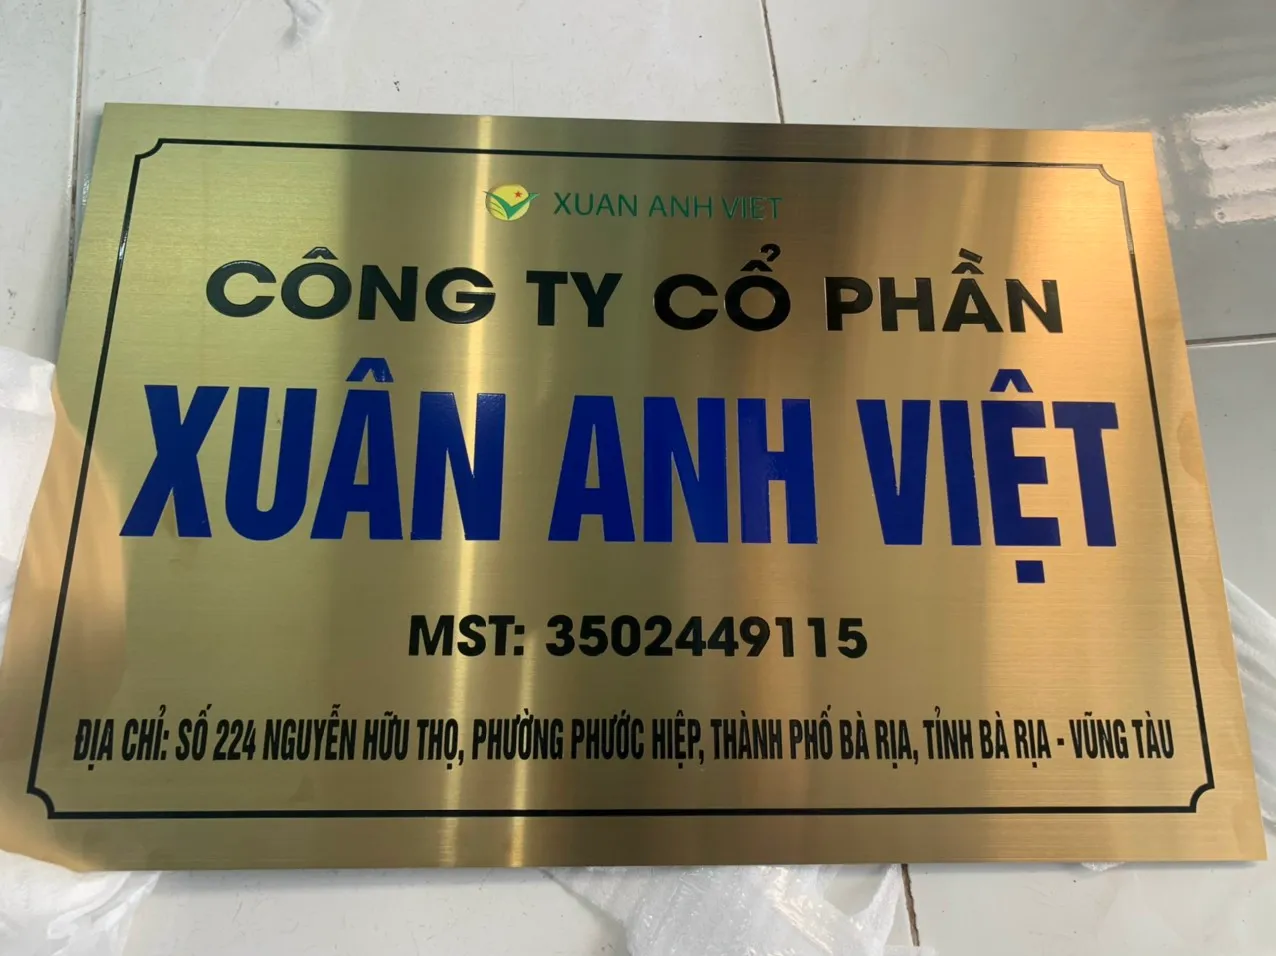 XUAN ANH VIET
CÔNG TY CỔ PHẦN
XUÂN ANH VIỆT
MST: 3502449115
ĐỊA CHỈ: SỐ 224 NGUYỄN HỮU THỌ, PHƯỜNG PHƯỚC HIỆP, THÀNH PHỐ BÀ RỊA, TỈNH BÀ RỊA - VŨNG TÀU